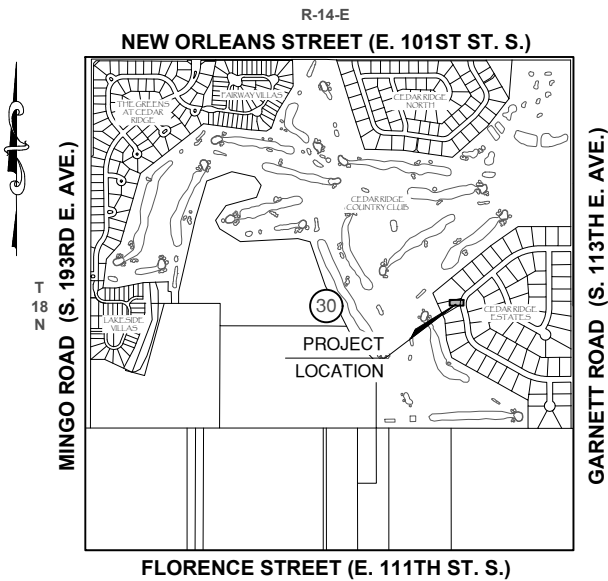 R-14-E
NEW ORLEANS STREET (E. 101ST ST. S.)
THE GREENS
AT CEDAR
RIDGE
FAIRWAY VILLAS
CEDAR RIDGE
NORTH
CEDARIDGE
COUNTRY CLUB
MINGO ROAD (S. 193RD E. AVE.)
GARNETT ROAD (S. 113TH E. AVE.)
T
18
N
30
LAKESIDE
VILLAS
CEDAR RIDGE
ESTATES
PROJECT
LOCATION
FLORENCE STREET (E. 111TH ST. S.)